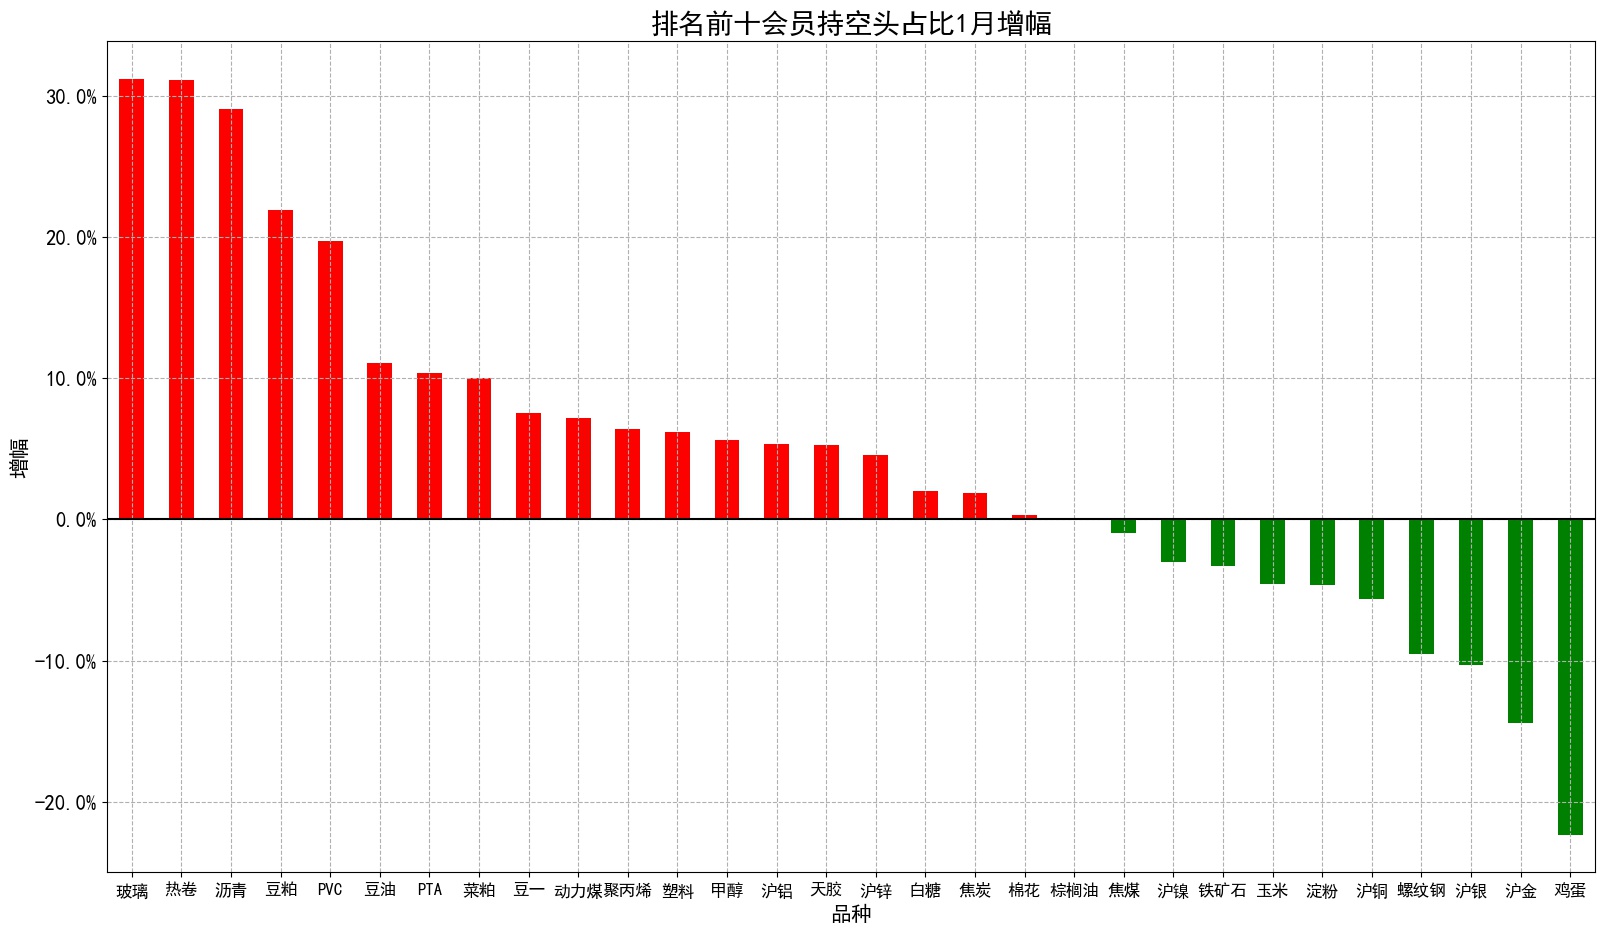 排名前十会员持空头占比1月增幅
30.0%
20.0%
10.0%
0.0%
-10.0%
-20.0%
增幅
玻璃 热卷 沥青 豆粕 PVC 豆油 PTA 菜粕 豆一 动力煤 聚丙烯 塑料 甲醇 沪铝 天胶 沪锌 白糖 焦炭 棉花 棕榈油 焦煤 沪镍 铁矿石 玉米 淀粉 沪铜 螺纹钢 沪银 沪金 鸡蛋
品种